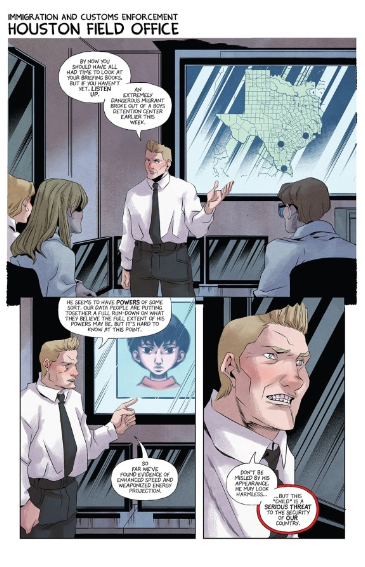 IMMIGRATION AND CUSTOMS ENFORCEMENT
HOUSTON FIELD OFFICE
BY NOW YOU
SHOULD HAVE ALL
HAD TIME TO LOOK AT
YOUR BRIEFING BOOKS,
BUT IF YOU HAVEN'T
YET, LISTEN
UP.
AN
EXTREMELY
DANGEROUS MIGRANT
BROKE OUT OF A BOYS
DETENTION CENTER
EARLIER THIS
WEEK.
HE SEEMS TO HAVE POWERS OF SOME
SORT. OUR DATA PEOPLE ARE PUTTING
TOGETHER A FULL RUN-DOWN ON WHAT
THEY BELIEVE THE FULL EXTENT OF HIS
POWERS MAY BE, BUT IT'S HARD TO
KNOW AT THIS POINT.
SO
FAR WE'VE
FOUND EVIDENCE OF
ENHANCED SPEED AND
WEAPONIZED ENERGY
PROJECTION.
DON'T
BE MISLED BY HIS
APPEARANCE.
HE MAY LOOK
HARMLESS...
...BUT THIS
"CHILD" IS A
SERIOUS THREAT
TO THE SECURITY
OF OUR
COUNTRY.